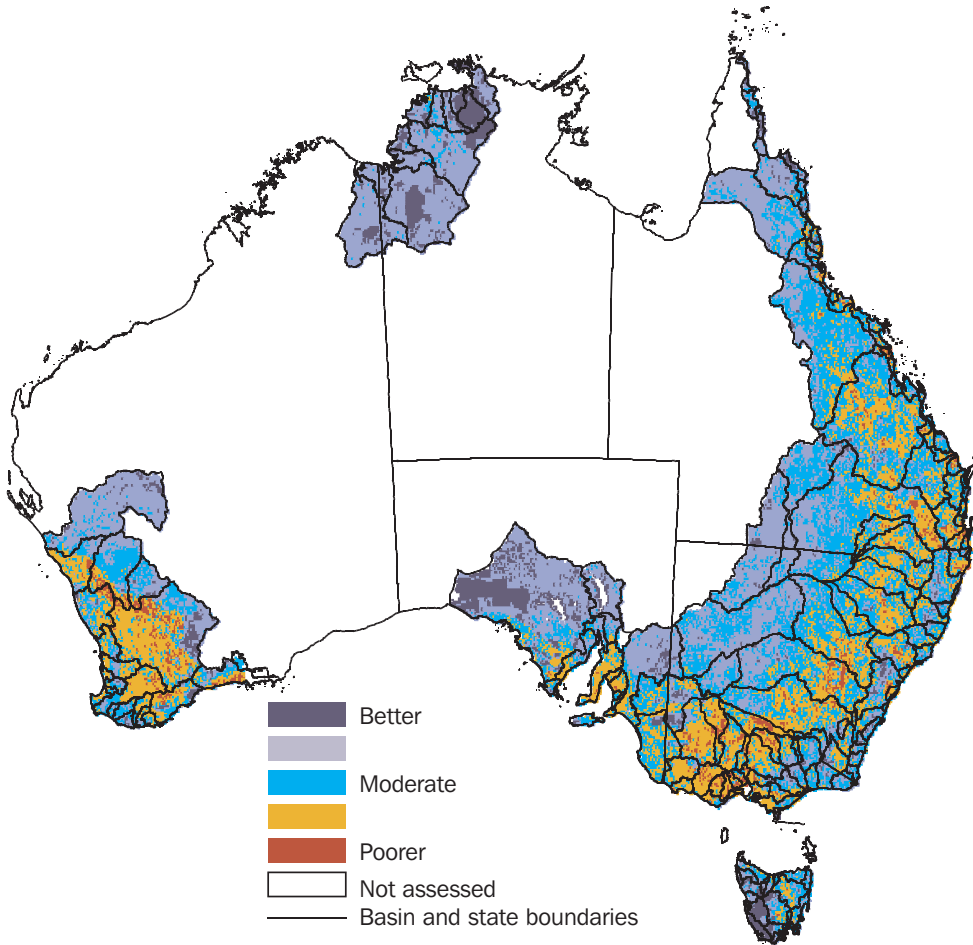 Better
Moderate
Poorer
Not assessed
Basin and state boundaries